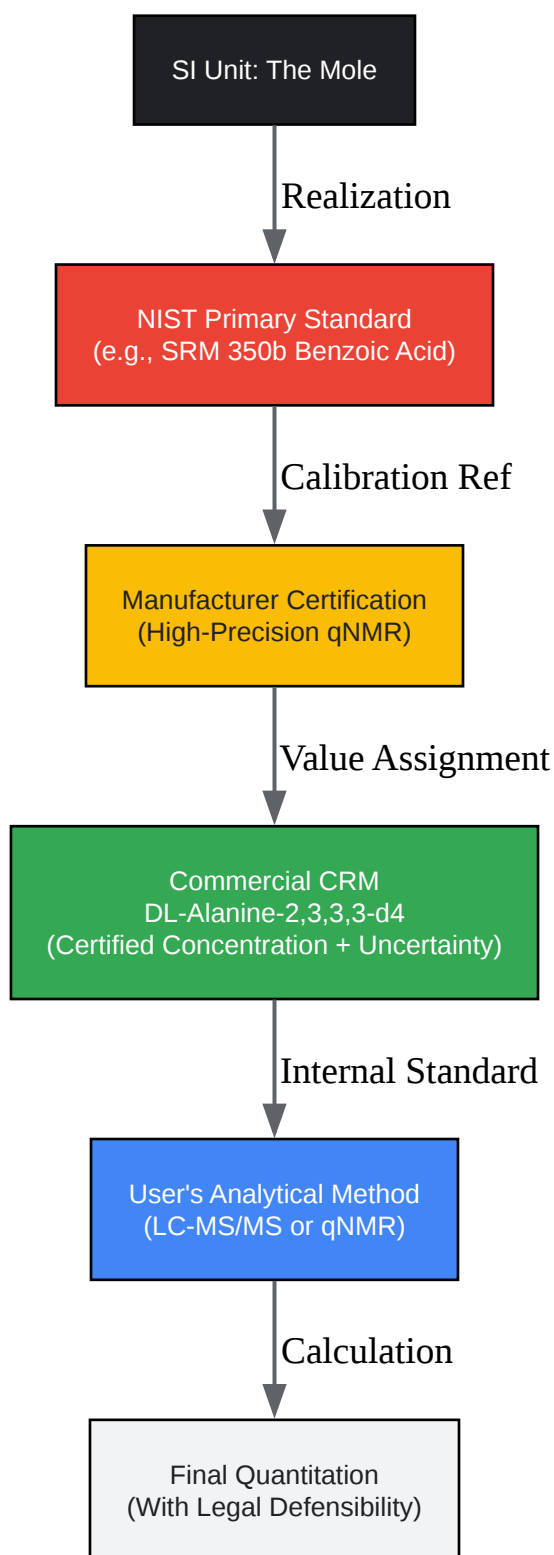 SI Unit: The Mole
Realization
NIST Primary Standard
(e.g., SRM 350b Benzoic Acid)
Calibration Ref
Manufacturer Certification
(High-Precision qNMR)
Value Assignment
Commercial CRM
DL-Alanine-2,3,3,3-d4
(Certified Concentration + Uncertainty)
Internal Standard
User's Analytical Method
(LC-MS/MS or qNMR)
Calculation
Final Quantitation
(With Legal Defensibility)